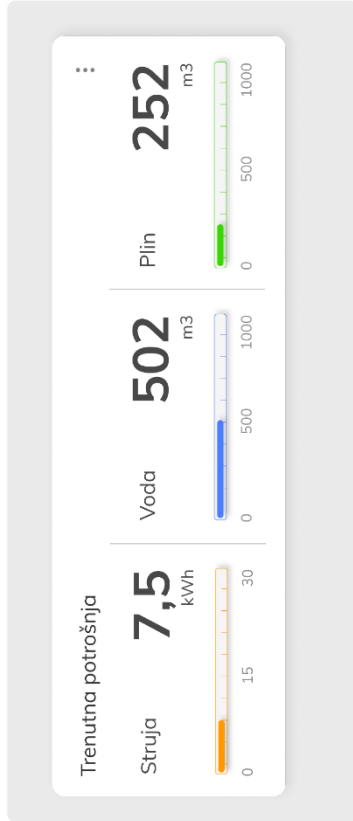 Trenutna potrošnja
Struja 7,5
kWh
0 15 30
Voda 502
m3
0 500 1000
Plin 252
m3
0 500 1000